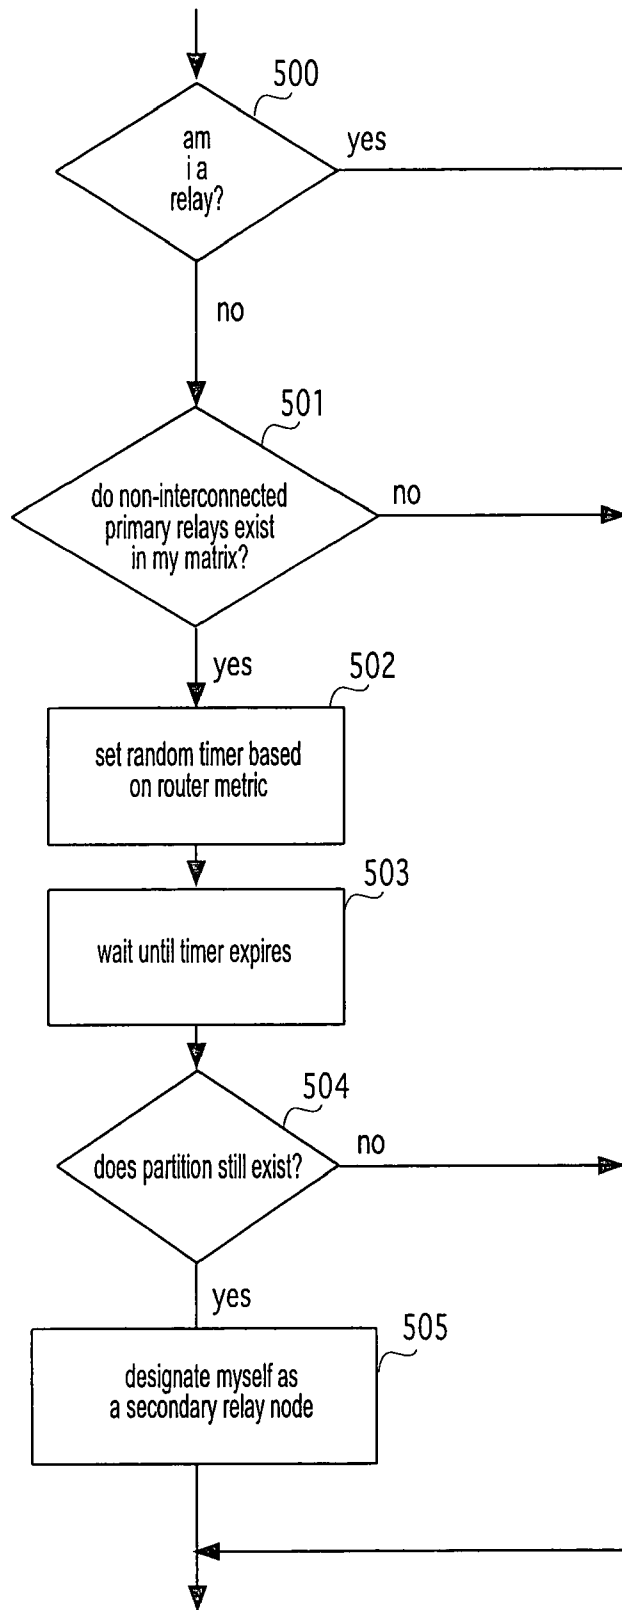 500
am
i a
relay?
yes
no
501
do non-interconnected
primary relays exist
in my matrix?
no
yes
502
set random timer based
on router metric
503
wait until timer expires
504
does partition still exist?
no
yes
505
designate myself as
a secondary relay node